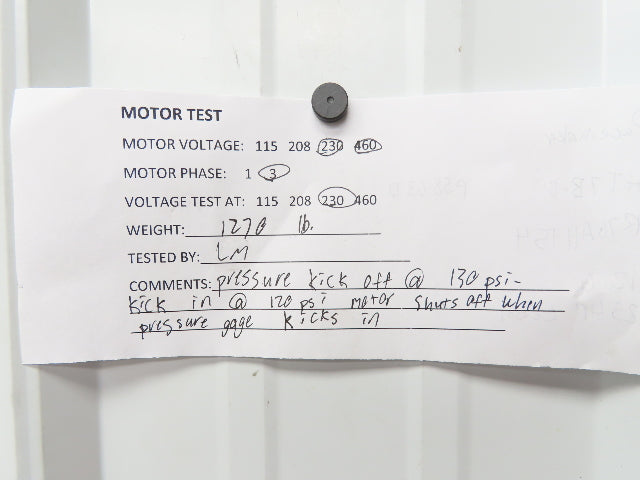 MOTOR TEST
MOTOR VOLTAGE: 115 208 230 460
MOTOR PHASE: 1 3
VOLTAGE TEST AT: 115 208 230 460
WEIGHT: 1270 lb.
TESTED BY: LM
COMMENTS: pressure kick off @ 130 psi-
kick in @ 120 psi motor shuts off when
pressure gage kicks in